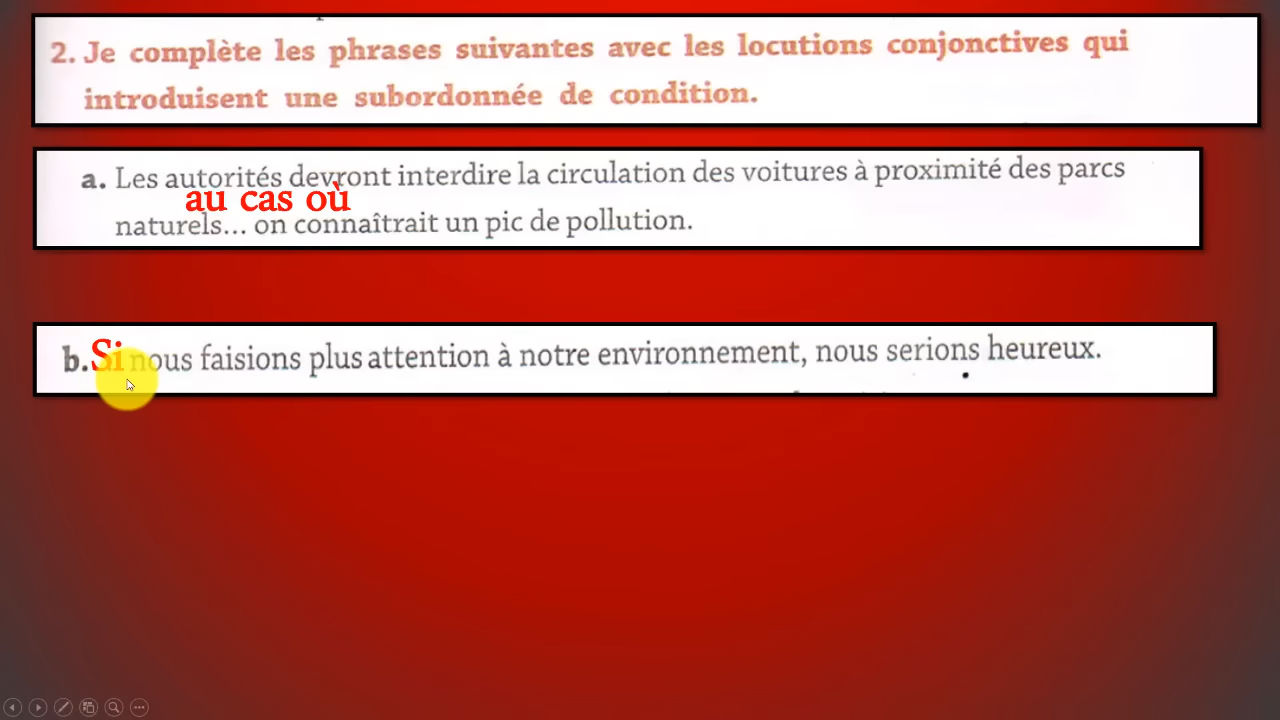 2. Je complète les phrases suivantes avec les locutions conjonctives qui
introduisent une subordonnée de condition.
a. Les autorités devront interdire la circulation des voitures à proximité des parcs
au cas où
naturels... on connaîtrait un pic de pollution.
b. Si nous faisions plus attention à notre environnement, nous serions heureux.